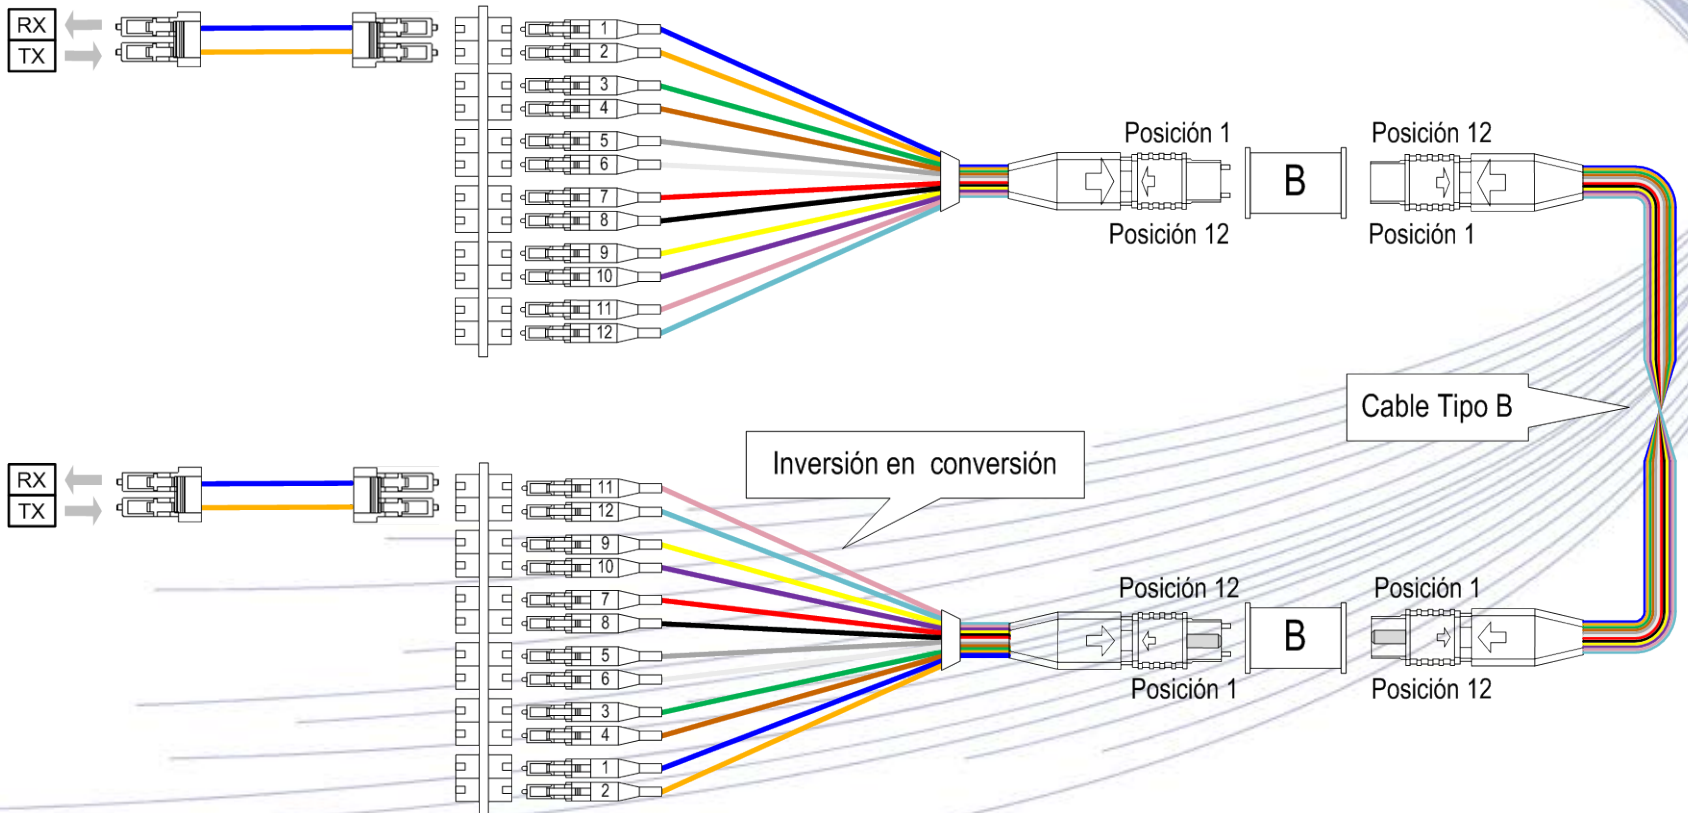 RX
TX
1
2
3
4
5
6
7
8
9
10
11
12
Posición 1
Posición 12
B
Posición 12
Posición 1
Cable Tipo B
Inversión en conversión
RX
TX
11
12
9
10
7
8
5
6
3
4
1
2
Posición 12
Posición 1
B
Posición 1
Posición 12